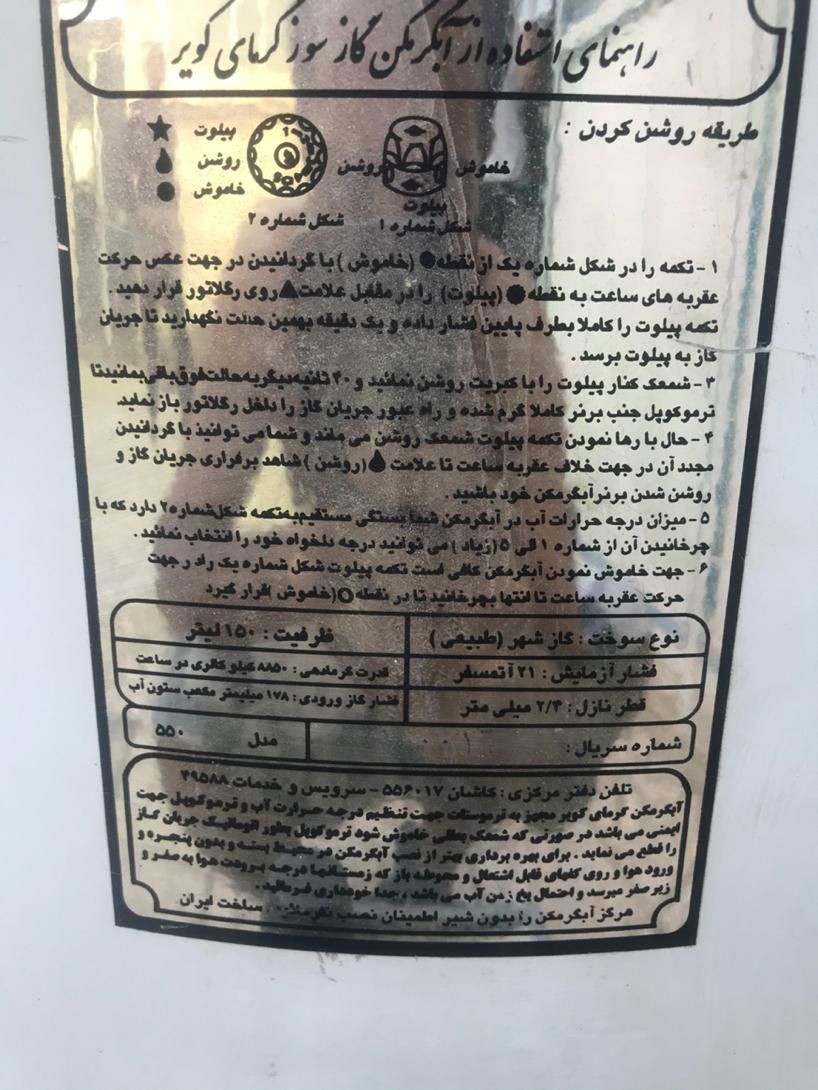 راهنمای استفاده از آبگرمکن گاز سوز گرمای کویر
طریقه روشن کردن :
خاموش
روشن
پیلوت
شکل شماره ۱
پیلوت
روشن
خاموش
شکل شماره ۲
۱ - تکمه را در شکل شماره یک از نقطه (خاموش ) با گردانیدن در جهت عکس حرکت
عقربه های ساعت به نقطه (پیلوت) را در مقابل علامت روی رگلاتور قرار دهید .
تکمه پیلوت را کاملا بطرف پایین فشار داده و یک دقیقه بهمین حالت نگهدارید تا جریان
گاز به پیلوت برسد .
۳ - شمعک کنار پیلوت را با کبریت روشن نمائید و ۲۰ ثانیه دیگر به حالت فوق باقی بمانید تا
ترموکوپل جنب برنر کاملا گرم شده و راه عبور جریان گاز را داخل رگلاتور باز نماید
۴ - حال با رها نمودن تکمه پیلوت شمعک روشن می ماند و شما می توانید با گردانیدن
مجدد آن در جهت خلاف عقربه ساعت تا علامت (روشن ) شاهد برقراری جریان گاز و
روشن شدن برنر آبگرمکن خود باشید .
۵ - میزان درجه حرارات آب در آبگرمکن شما بستگی مستقیم به تکمه شکل شماره ۲ دارد که با
چرخانیدن آن از شماره ۱ الی ۵ (زیاد ) می توانید درجه دلخواه خود را انتخاب نمائید .
۶ - جهت خاموش نمودن آبگرمکن کافی است تکمه پیلوت شکل شماره یک را در جهت
حرکت عقربه ساعت تا انتها بچرخانید تا در نقطه (خاموش ) قرار گیرد
نوع سوخت : گاز شهر (طبیعی ) ظرفیت : ۱۵۰ لیتر
فشار آزمایش : ۲۱ آتمسفر قدرت گرمادهی : ۸۸۵۰ کیلو کالری در ساعت
قطر نازل : ۲/۳ میلی متر فشار گاز ورودی : ۱۷۸ میلیمتر مکعب ستون آب
شماره سریال : مدل ۵۵۰
تلفن دفتر مرکزی : کاشان ۵۵۶۰۱۷ - سرویس و خدمات ۴۹۵۸۸
آبگرمکن گرمای کویر مجهز به ترموستات جهت تنظیم درجه حرارت آب و ترموکوپل جهت
ایمنی می باشد در صورتی که شمعک بعللی خاموش شود ترموکوپل بطور اتوماتیک جریان گاز
را قطع می نماید . برای بهره برداری بهتر از نصب آبگرمکن در محیط بسته و بدون پنجره و
ورود هوا و روی کفهای قابل اشتعال و محوطه باز که زمستانها درجه برودت هوا به صفر و
زیر صفر میرسد و احتمال یخ زدن آب می باشد ، جدا خودداری فرمائید .
هرگز آبگرمکن را بدون شیر اطمینان نصب نفرمائید . ساخت ایران